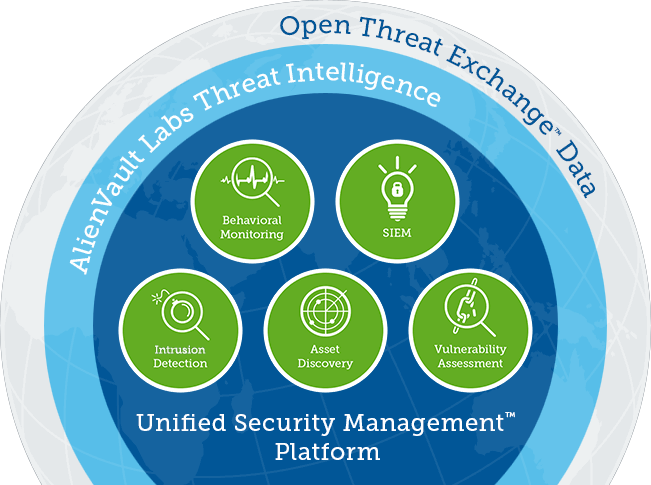 Open Threat Exchange™ Data
AlienVault Labs Threat Intelligence
Behavioral
Monitoring
SIEM
Intrusion
Detection
Asset
Discovery
Vulnerability
Assessment
Unified Security Management™
Platform